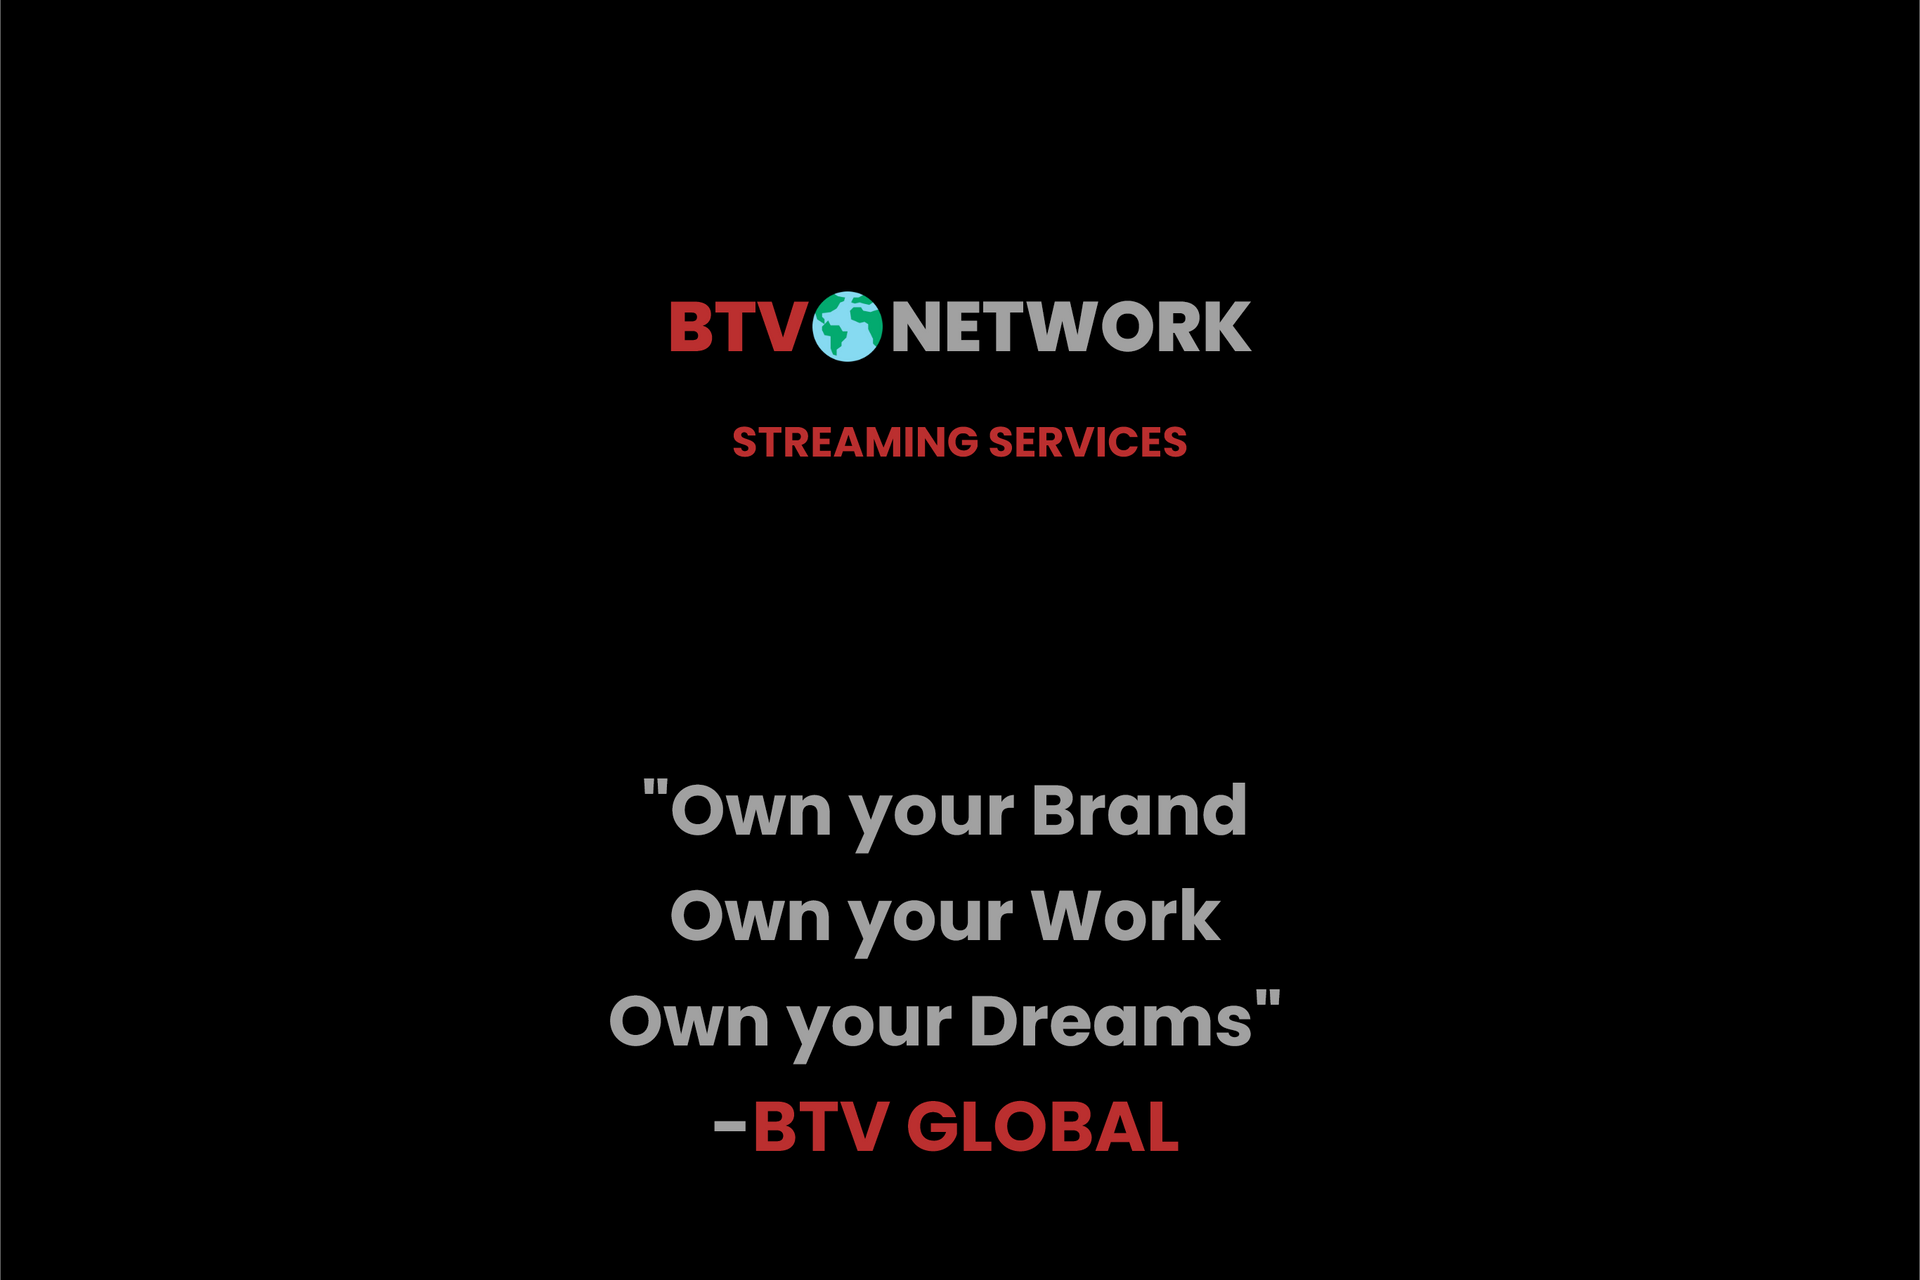 BTV NETWORK
STREAMING SERVICES
"Own your Brand
Own your Work
Own your Dreams"
-BTV GLOBAL